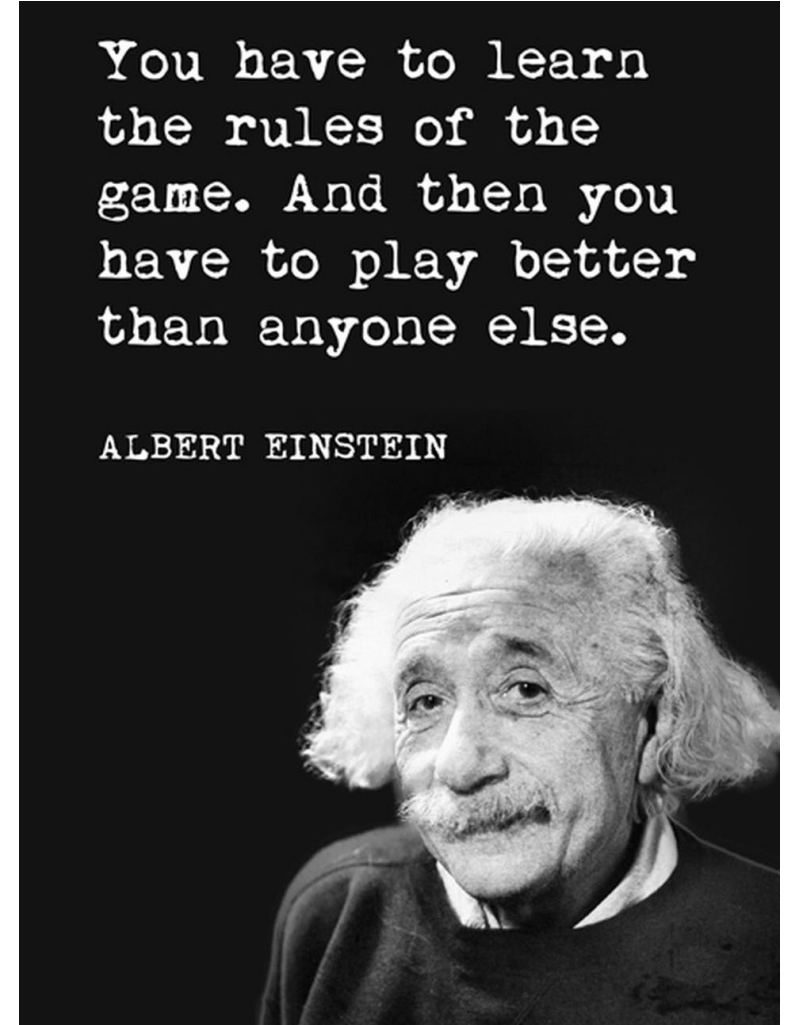 You have to learn
the rules of the
game. And then you
have to play better
than anyone else.
ALBERT EINSTEIN